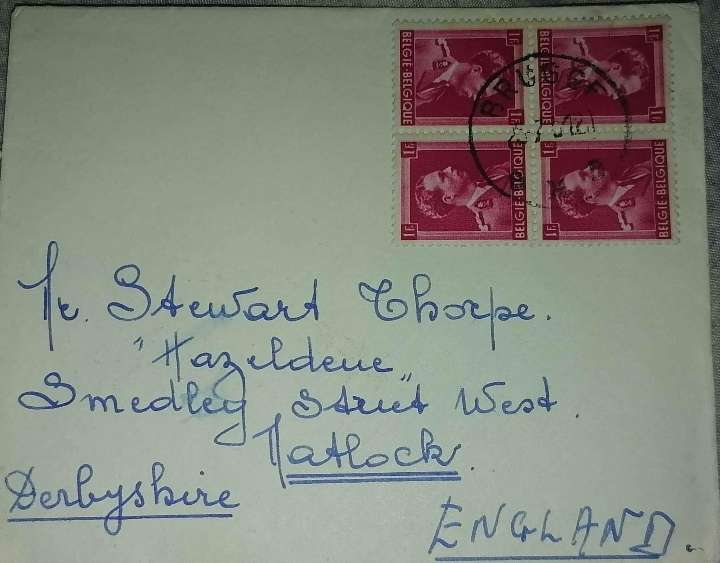 1F BELGIE-BELGIQUE
1F BELGIE-BELGIQUE
1F BELGIE-BELGIQUE
1F BELGIE-BELGIQUE
BRUGGE
Mr. Stewart Thorpe.
"Hazeldene"
Smedley Street West.
Matlock.
Derbyshire
ENGLAND.